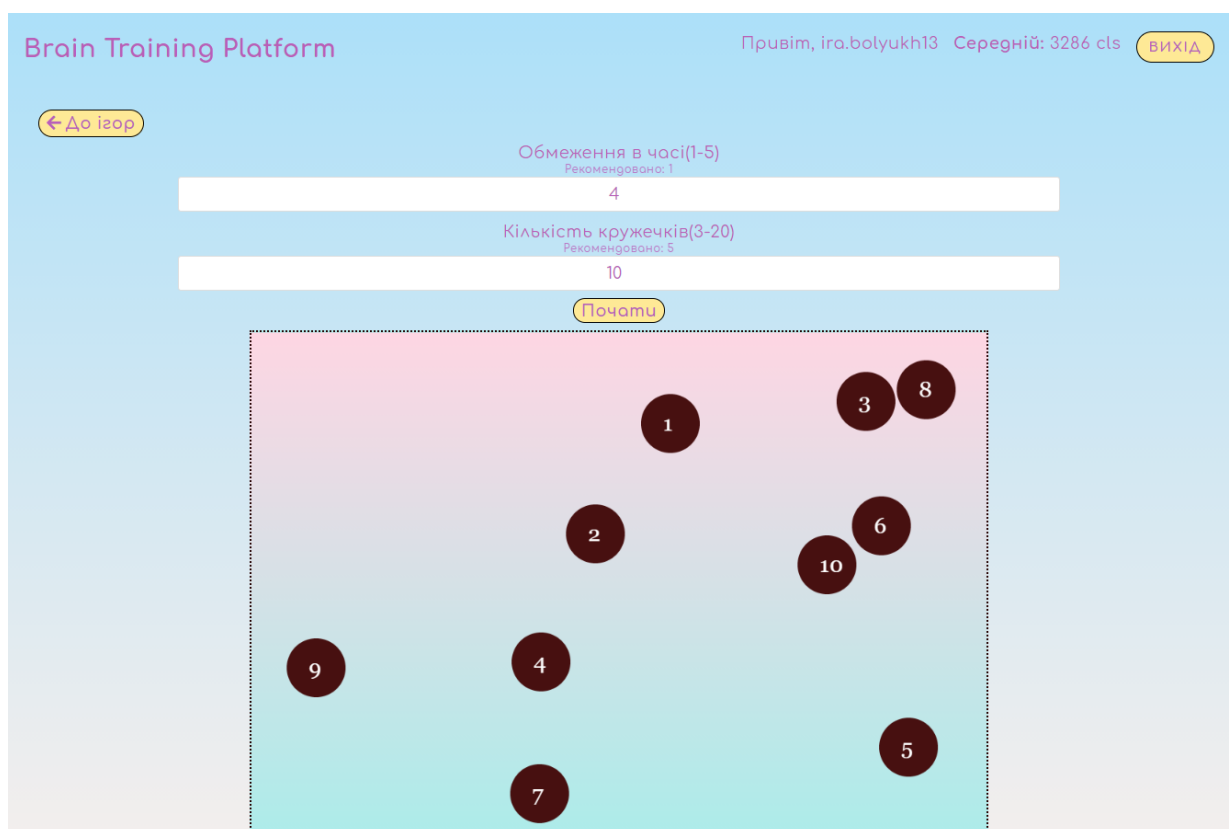 Brain Training Platform
Привіт, ira.bolyukh13 Середній: 3286 cls
ВИХІД
До ігор
Обмеження в часі(1-5)
Рекомендовано: 1
4
Кількість кружечків(3-20)
Рекомендовано: 5
10
Почати
8
3
1
6
2
10
4
9
5
7